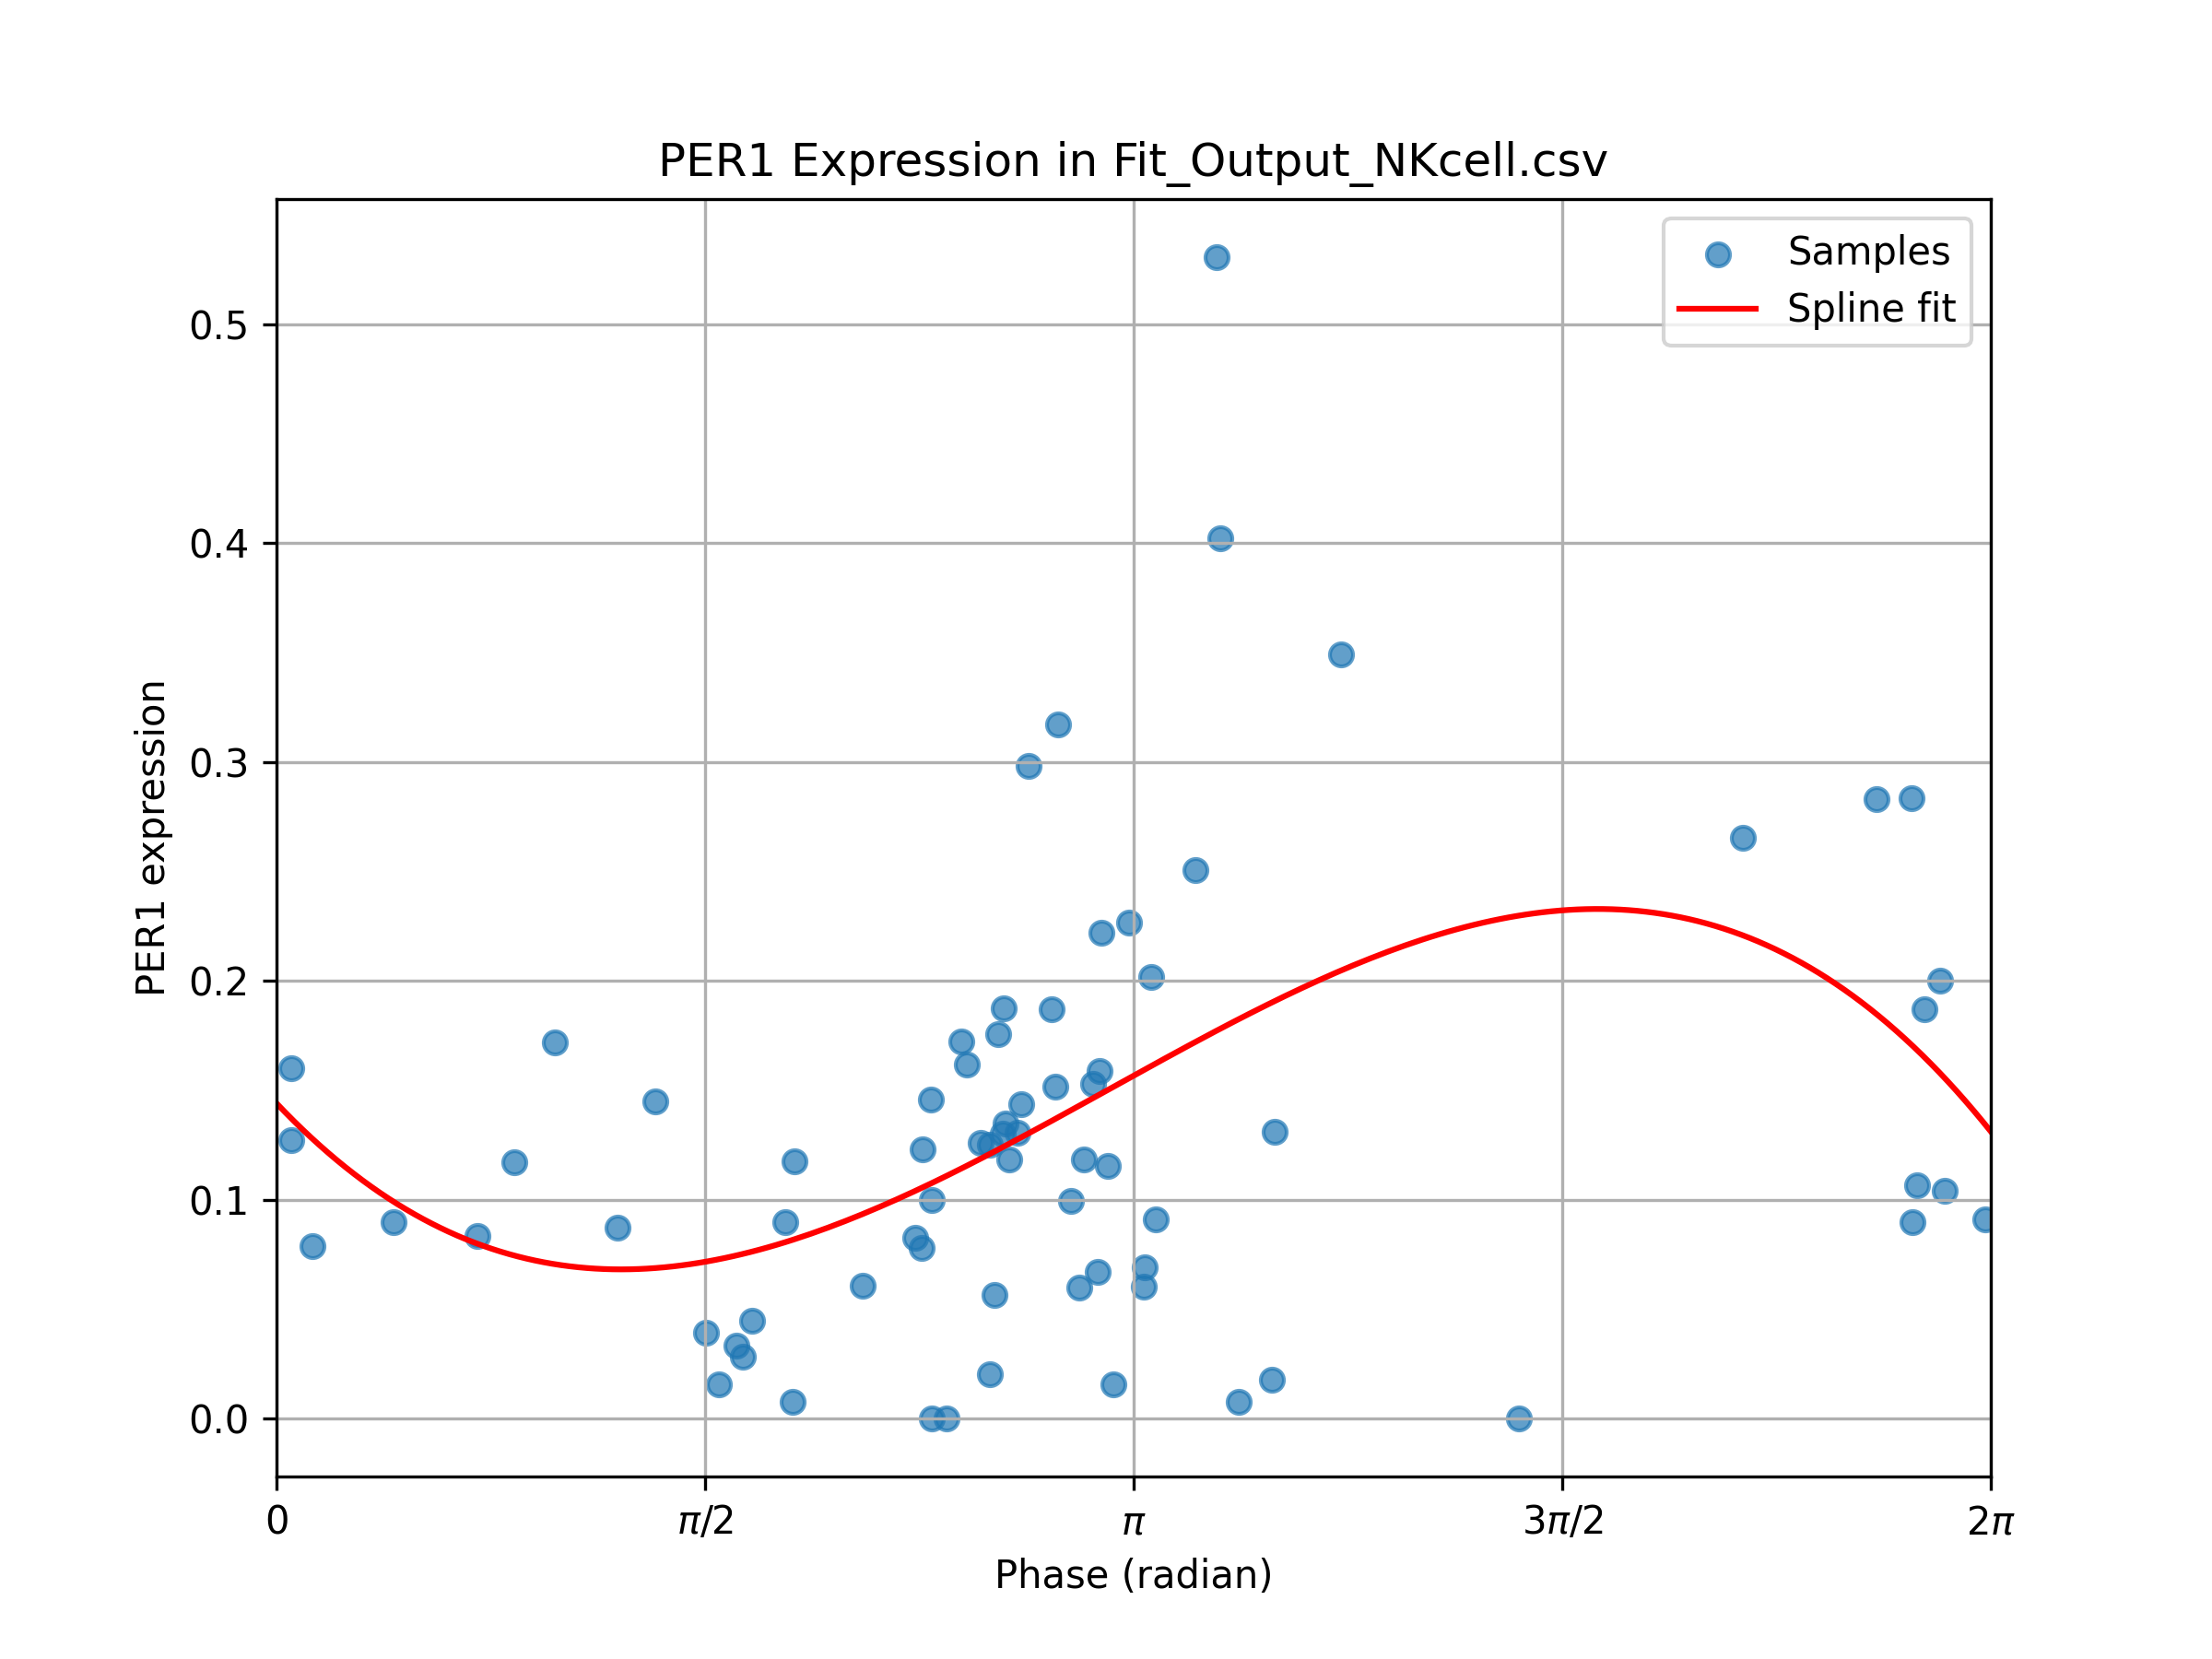 PER1 Expression in Fit_Output_NKcell.csv
Samples
Spline fit
PER1 expression
0.5
0.4
0.3
0.2
0.1
0.0
0 π/2 π 3π/2 2π
Phase (radian)